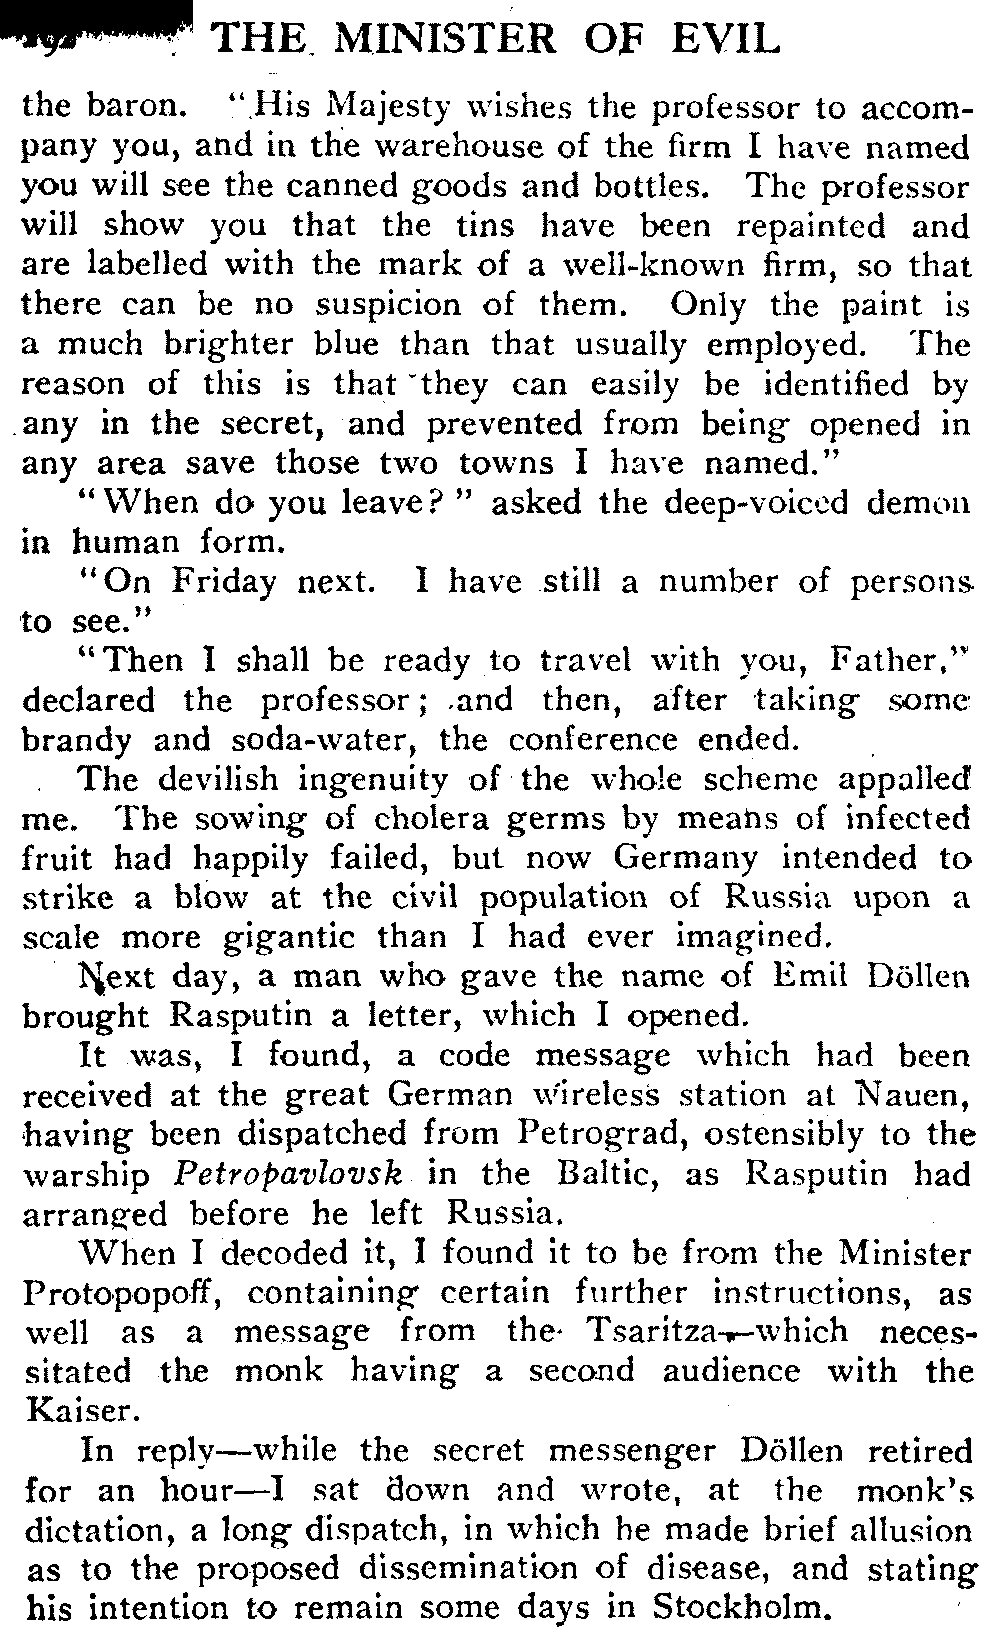 THE MINISTER OF EVIL
the baron. "His Majesty wishes the professor to accom-
pany you, and in the warehouse of the firm I have named
you will see the canned goods and bottles. The professor
will show you that the tins have been repainted and
are labelled with the mark of a well-known firm, so that
there can be no suspicion of them. Only the paint is
a much brighter blue than that usually employed. The
reason of this is that they can easily be identified by
any in the secret, and prevented from being opened in
any area save those two towns I have named."
"When do you leave?" asked the deep-voiced demon
in human form.
"On Friday next. I have still a number of persons
to see."
"Then I shall be ready to travel with you, Father,"
declared the professor; and then, after taking some
brandy and soda-water, the conference ended.
The devilish ingenuity of the whole scheme appalled
me. The sowing of cholera germs by means of infected
fruit had happily failed, but now Germany intended to
strike a blow at the civil population of Russia upon a
scale more gigantic than I had ever imagined.
Next day, a man who gave the name of Emil Döllen
brought Rasputin a letter, which I opened.
It was, I found, a code message which had been
received at the great German wireless station at Nauen,
having been dispatched from Petrograd, ostensibly to the
warship Petropavlovsk in the Baltic, as Rasputin had
arranged before he left Russia.
When I decoded it, I found it to be from the Minister
Protopopoff, containing certain further instructions, as
well as a message from the Tsaritza—which neces-
sitated the monk having a second audience with the
Kaiser.
In reply—while the secret messenger Döllen retired
for an hour—I sat down and wrote, at the monk's
dictation, a long dispatch, in which he made brief allusion
as to the proposed dissemination of disease, and stating
his intention to remain some days in Stockholm.